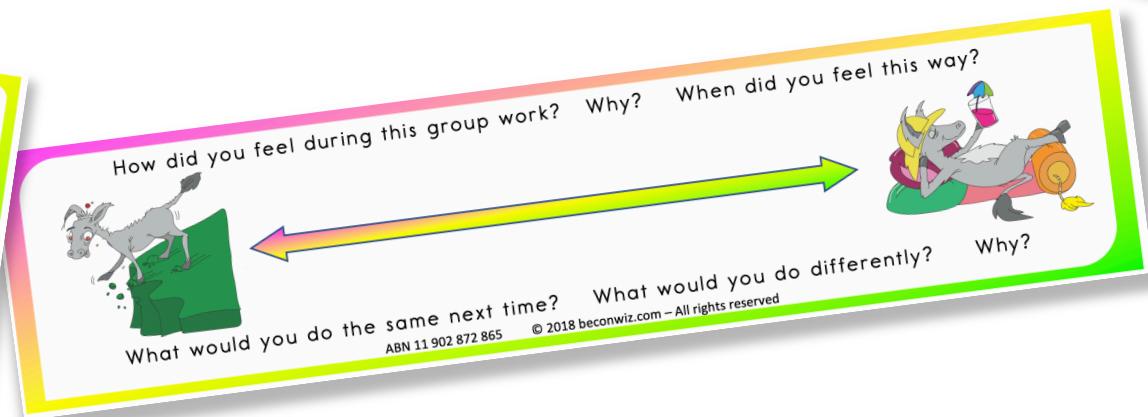 How did you feel during this group work? Why? When did you feel this way?
What would you do the same next time? What would you do differently? Why?
ABN 11 902 872 865 © 2018 beconwiz.com – All rights reserved